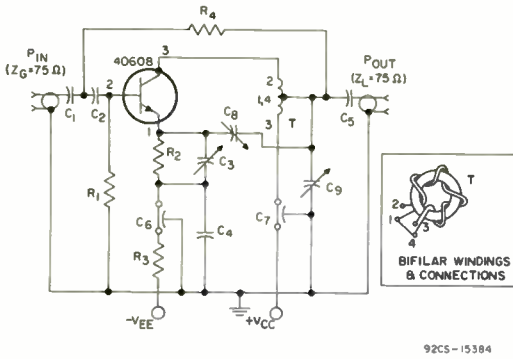 R4
PIN
(ZG=75 Ω)
40608
3
POUT
(ZL=75 Ω)
C1
C2
2
2
1,4
3
T
C5
1
C8
R2
C3
R1
C9
C6
C4
C7
R3
-VEE
+VCC
T
2
1
3
4
BIFILAR WINDINGS
& CONNECTIONS
92CS-15384